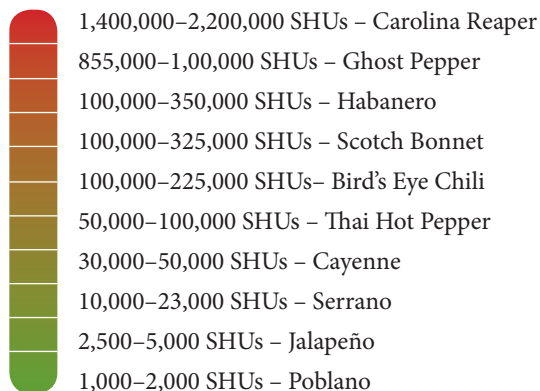 1,400,000–2,200,000 SHUs – Carolina Reaper
855,000–1,00,000 SHUs – Ghost Pepper
100,000–350,000 SHUs – Habanero
100,000–325,000 SHUs – Scotch Bonnet
100,000–225,000 SHUs– Bird’s Eye Chili
50,000–100,000 SHUs – Thai Hot Pepper
30,000–50,000 SHUs – Cayenne
10,000–23,000 SHUs – Serrano
2,500–5,000 SHUs – Jalapeño
1,000–2,000 SHUs – Poblano